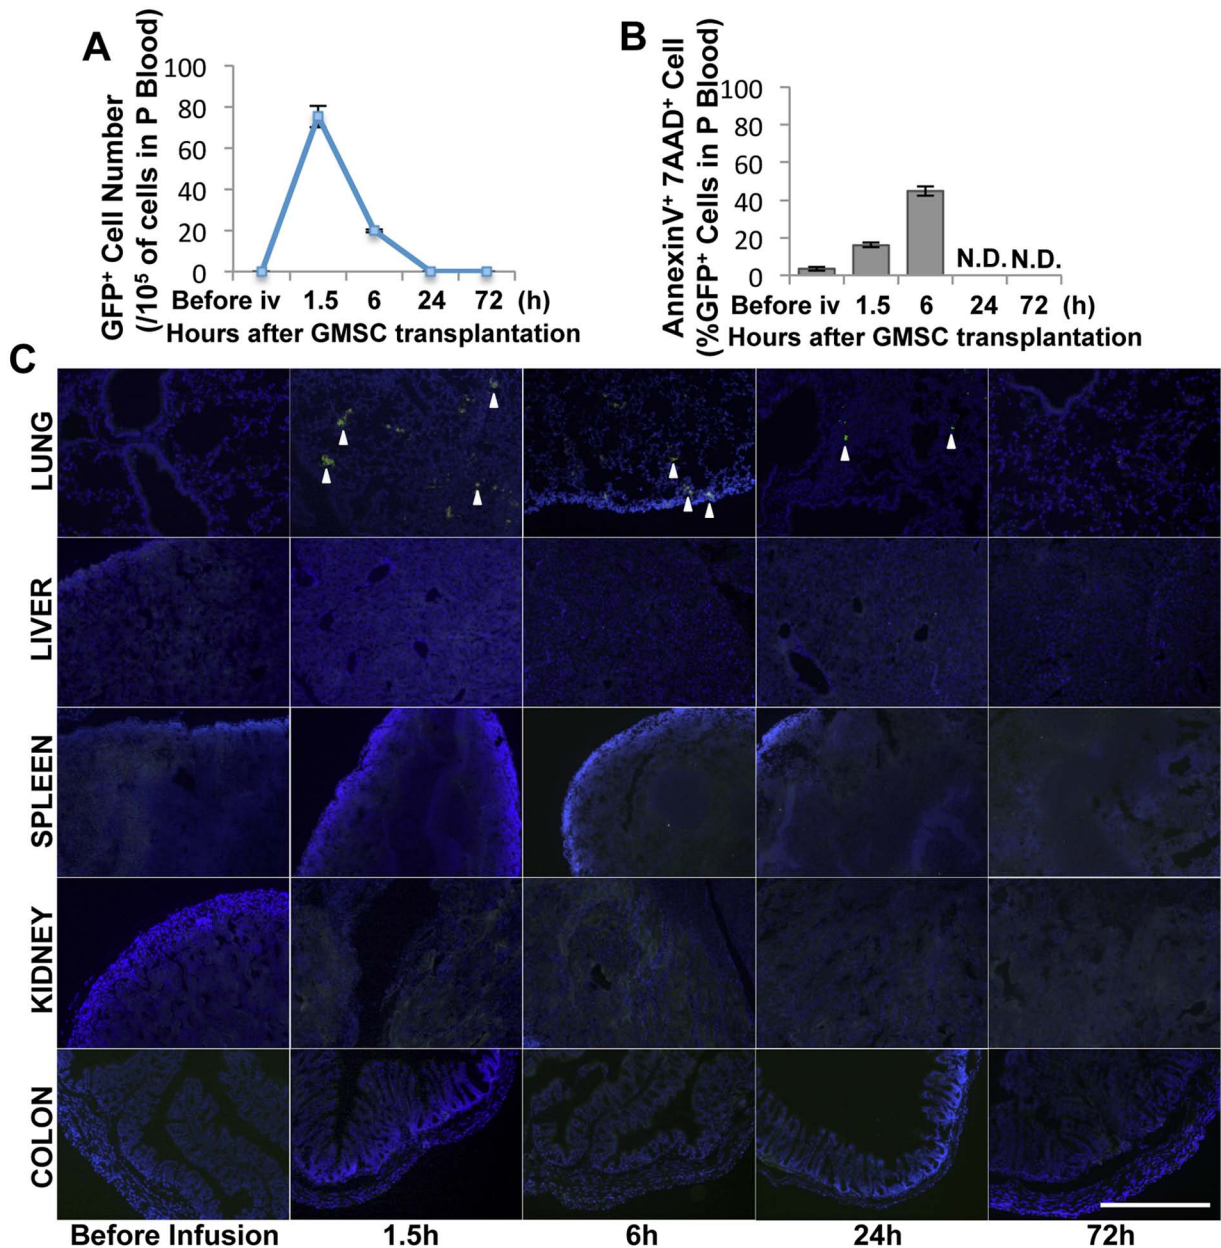 A
GFP⁺ Cell Number
(/10⁵ of cells in P Blood)
100
80
60
40
20
0
Before iv 1.5 6 24 72 (h)
Hours after GMSC transplantation
B
AnnexinV⁺ 7AAD⁺ Cell
(%GFP⁺ Cells in P Blood)
100
80
60
40
20
0
N.D. N.D.
Before iv 1.5 6 24 72 (h)
Hours after GMSC transplantation
C
LUNG
LIVER
SPLEEN
KIDNEY
COLON
Before Infusion 1.5h 6h 24h 72h